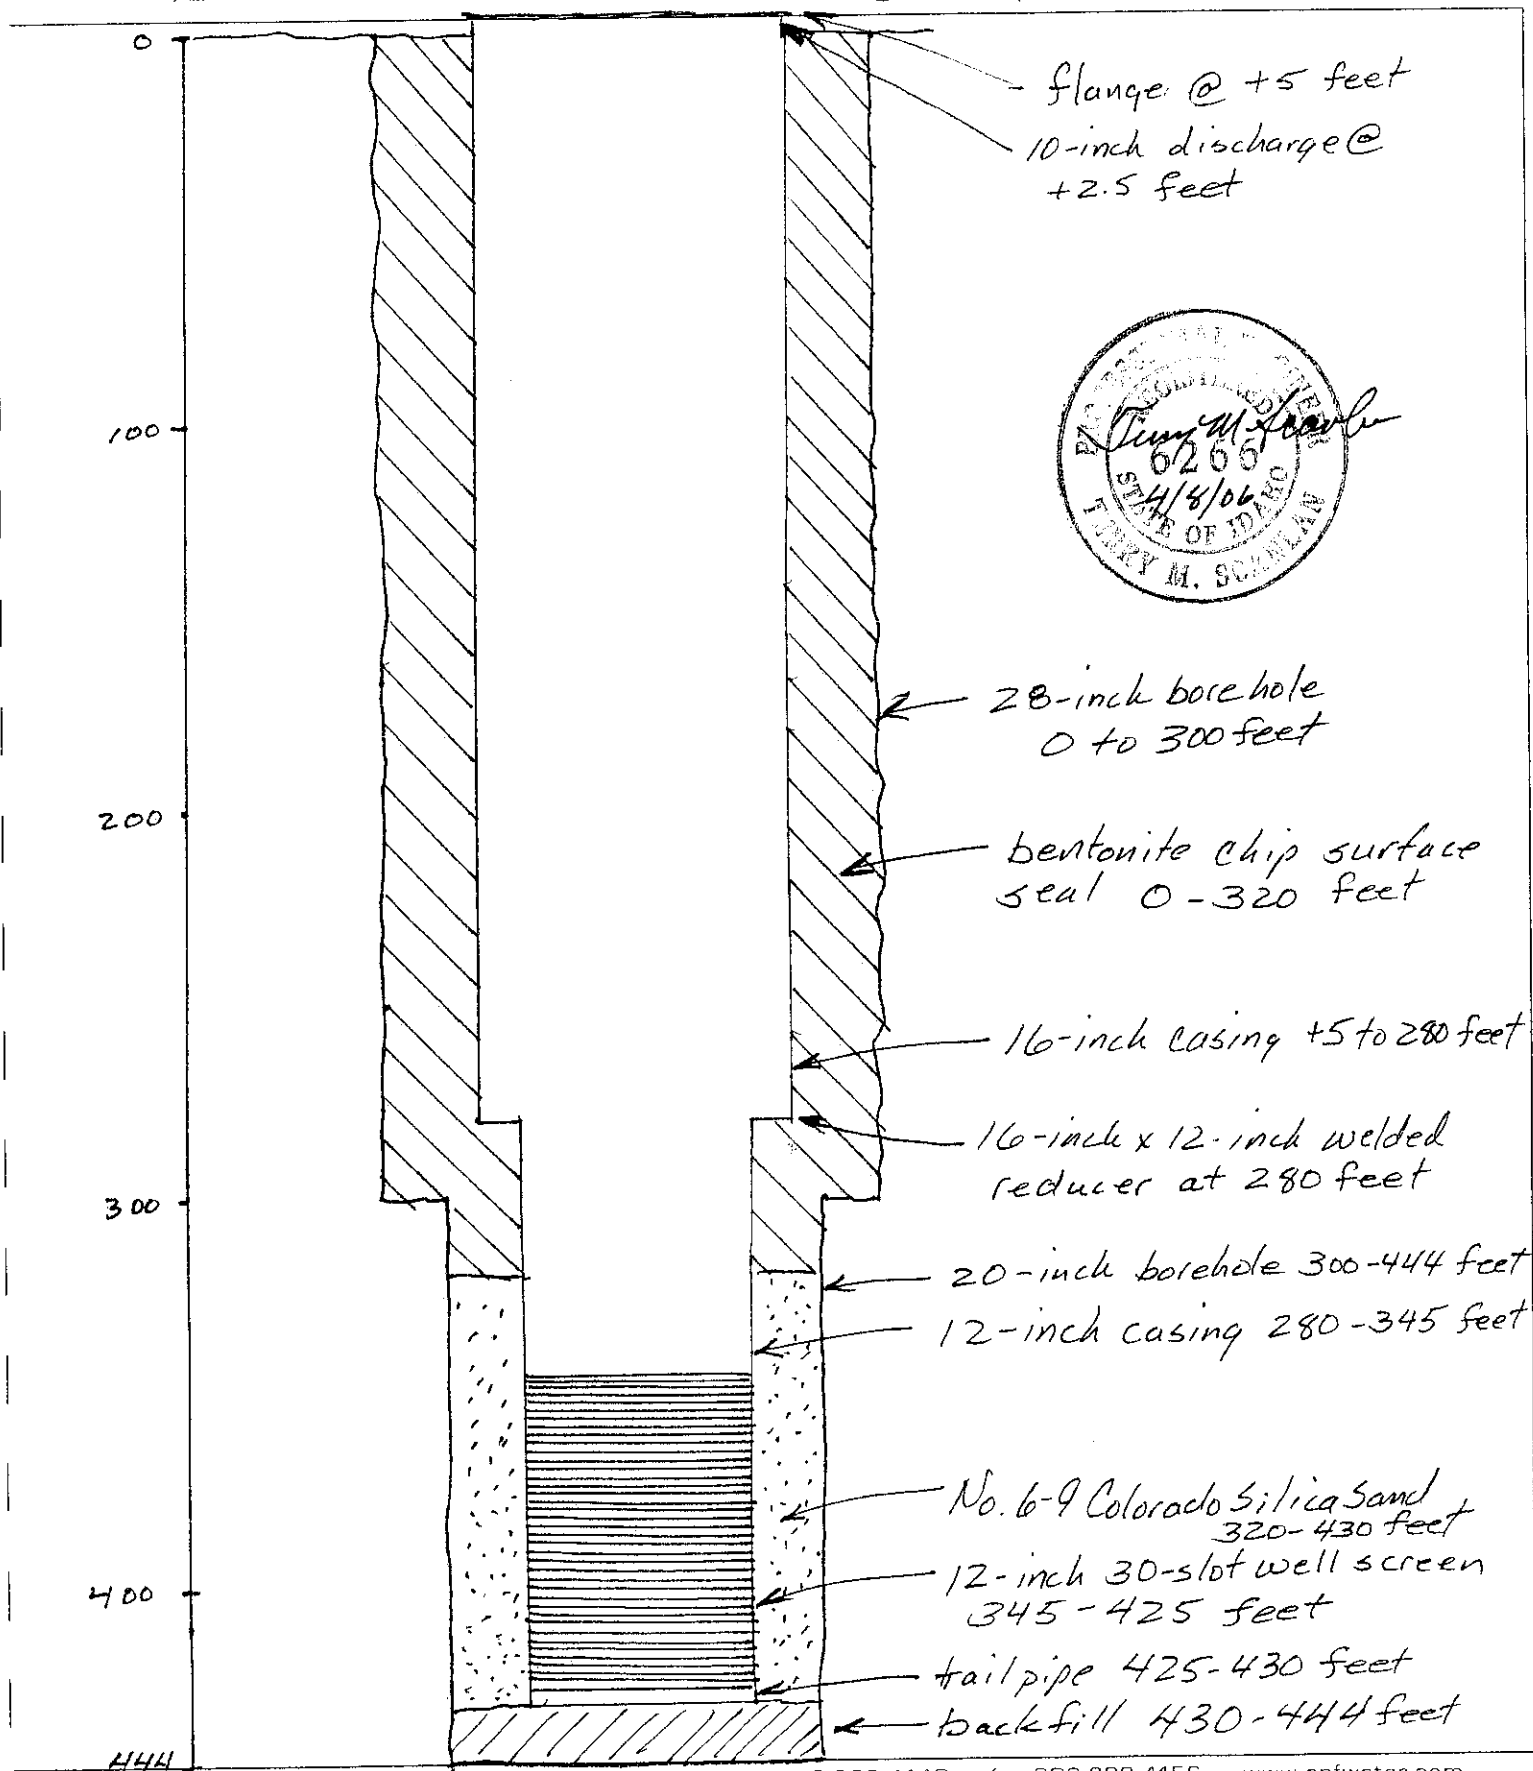 0
flange @ +5 feet
10-inch discharge @
+2.5 feet
100
6266
4/8/06
STATE OF IDAHO
TERRY M. SCANLAN
28-inch borehole
0 to 300 feet
200
bentonite chip surface
seal 0-320 feet
16-inch casing +5 to 280 feet
16-inch x 12-inch welded
reducer at 280 feet
300
20-inch borehole 300-444 feet
12-inch casing 280-345 feet
No. 6-9 Colorado Silica Sand
320-430 feet
400
12-inch 30-slot well screen
345-425 feet
tailpipe 425-430 feet
backfill 430-444 feet
444